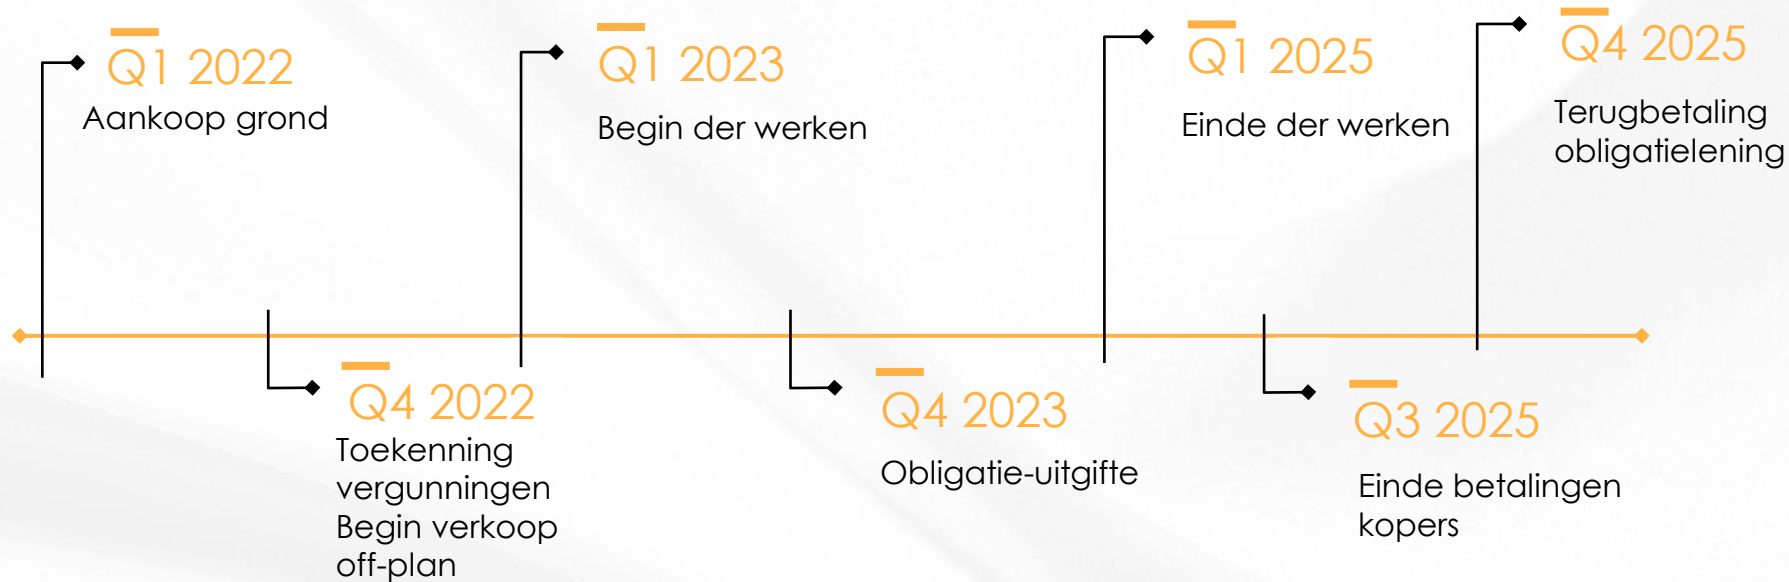 Q1 2022
Aankoop grond
Q4 2022
Toekenning
vergunningen
Begin verkoop
off-plan
Q1 2023
Begin der werken
Q4 2023
Obligatie-uitgifte
Q1 2025
Einde der werken
Q3 2025
Einde betalingen
kopers
Q4 2025
Terugbetaling
obligatielening